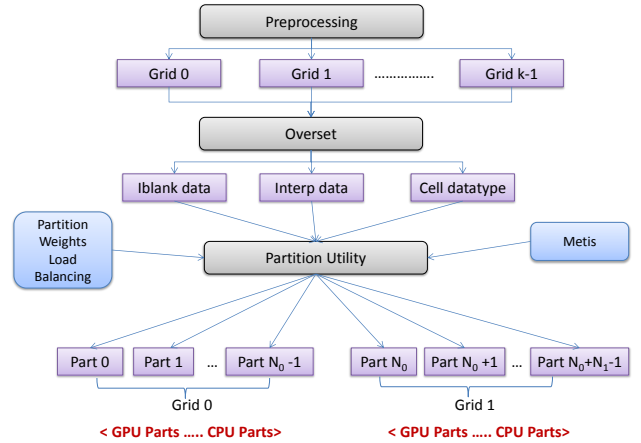 Preprocessing
Grid 0
Grid 1
................
Grid k-1
Overset
Iblank data
Interp data
Cell datatype
Partition
Weights
Load
Balancing
Partition Utility
Metis
Part 0
Part 1
...
Part N₀ -1
Part N₀
Part N₀ +1
...
Part N₀+N₁-1
Grid 0
Grid 1
< GPU Parts ..... CPU Parts>
< GPU Parts ..... CPU Parts>